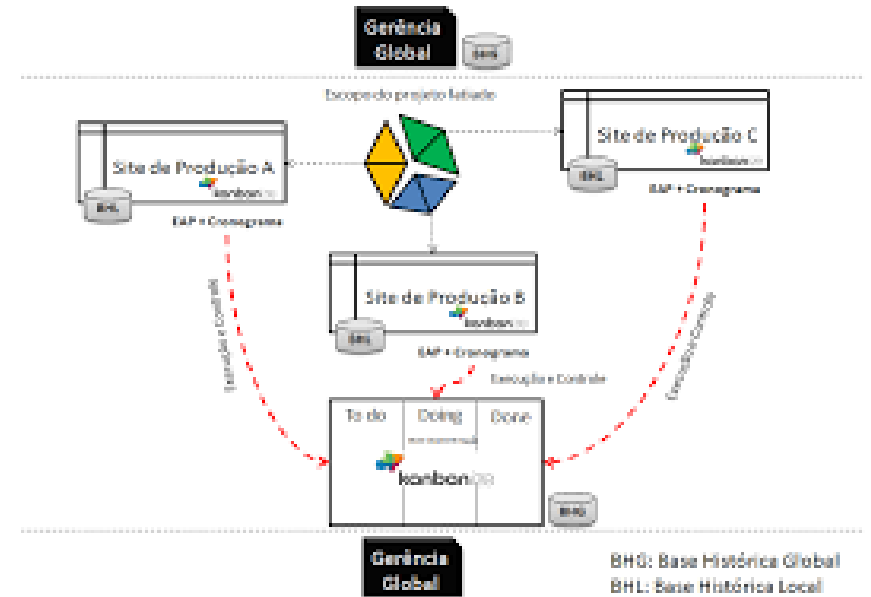 Gerência
Global
BHG
Escopo do projeto fatiado
Site de Produção A
kanban
BHL
EAP + Cronograma
Site de Produção C
kanban
EAP + Cronograma
Site de Produção B
kanban
EAP + Cronograma
Execução e Controle
Execução e Controle
Execução e Controle
To do
Doing
Done
kanban
BHG
Gerência
Global
BHG: Base Histórica Global
BHL: Base Histórica Local